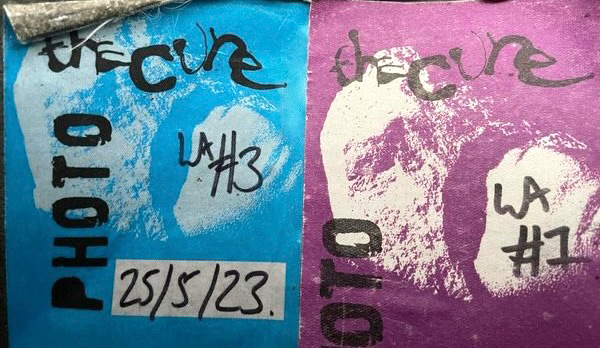 the cure
PHOTO
LA #3
25/5/23.
the cure
OTO
LA
#1